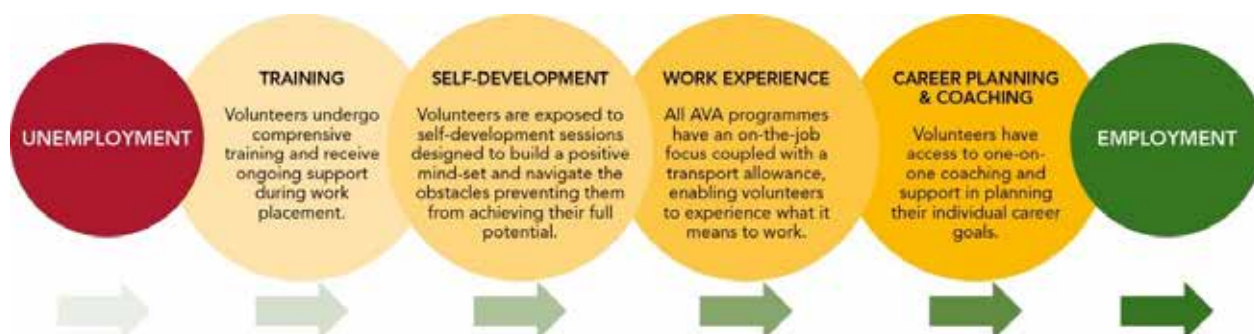 UNEMPLOYMENT
TRAINING
Volunteers undergo
comprensive
training and receive
ongoing support
during work
placement.
SELF-DEVELOPMENT
Volunteers are exposed to
self-development sessions
designed to build a positive
mind-set and navigate the
obstacles preventing them
from achieving their full
potential.
WORK EXPERIENCE
All AVA programmes
have an on-the-job
focus coupled with a
transport allowance,
enabling volunteers
to experience what it
means to work.
CAREER PLANNING
& COACHING
Volunteers have
access to one-on-
one coaching and
support in planning
their individual career
goals.
EMPLOYMENT